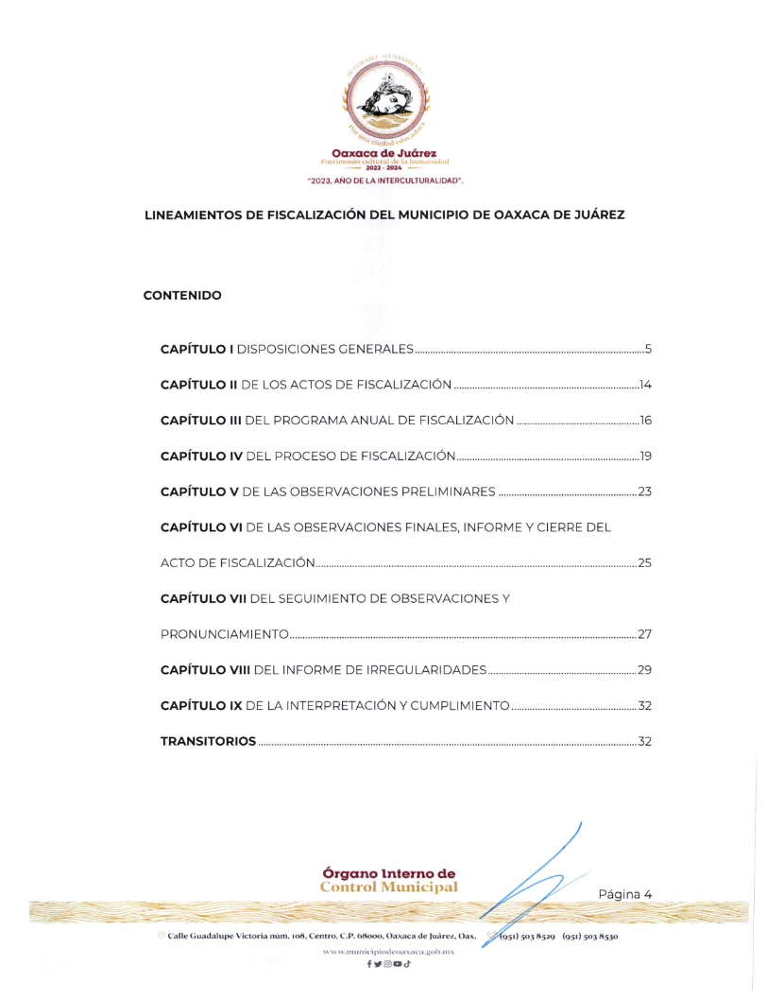 HONORABLE AYUNTAMIENTO
Por una ciudad educadora
Oaxaca de Juárez
Patrimonio cultural de la humanidad
2022 - 2024
"2023, AÑO DE LA INTERCULTURALIDAD".
LINEAMIENTOS DE FISCALIZACIÓN DEL MUNICIPIO DE OAXACA DE JUÁREZ
CONTENIDO
CAPÍTULO I DISPOSICIONES GENERALES....................5
CAPÍTULO II DE LOS ACTOS DE FISCALIZACIÓN....................14
CAPÍTULO III DEL PROGRAMA ANUAL DE FISCALIZACIÓN....................16
CAPÍTULO IV DEL PROCESO DE FISCALIZACIÓN....................19
CAPÍTULO V DE LAS OBSERVACIONES PRELIMINARES....................23
CAPÍTULO VI DE LAS OBSERVACIONES FINALES, INFORME Y CIERRE DEL
ACTO DE FISCALIZACIÓN....................25
CAPÍTULO VII DEL SEGUIMIENTO DE OBSERVACIONES Y
PRONUNCIAMIENTO....................27
CAPÍTULO VIII DEL INFORME DE IRREGULARIDADES....................29
CAPÍTULO IX DE LA INTERPRETACIÓN Y CUMPLIMIENTO....................32
TRANSITORIOS....................32
Órgano Interno de
Control Municipal
Página 4
Calle Guadalupe Victoria núm. 108, Centro, C.P. 68000, Oaxaca de Juárez, Oax. (951) 503 8529 (951) 503 8530
www.municipiodeoaxaca.gob.mx